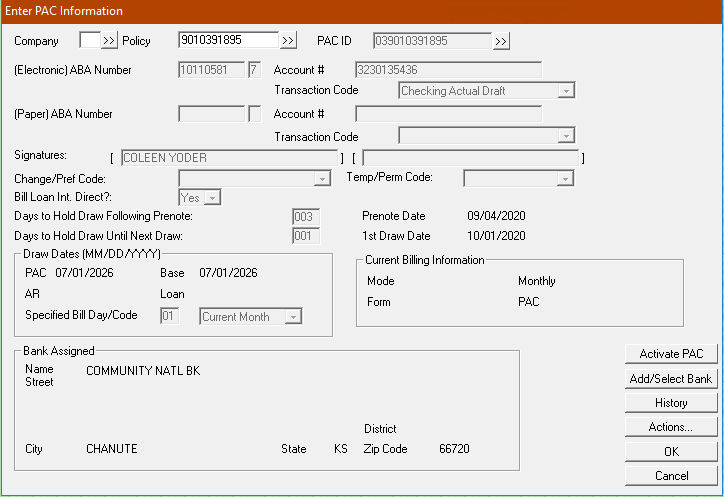 Enter PAC Information
Company >> Policy 9010391895 >> PAC ID 039010391895 >>
(Electronic) ABA Number 10110581 7 Account # 3230135436
Transaction Code Checking Actual Draft
(Paper) ABA Number Account #
Transaction Code
Signatures: [ COLEEN YODER ] [ ]
Change/Pref Code: Temp/Perm Code:
Bill Loan Int. Direct?: Yes
Days to Hold Draw Following Prenote: 003 Prenote Date 09/04/2020
Days to Hold Draw Until Next Draw: 001 1st Draw Date 10/01/2020
Draw Dates (MM/DD/YYYY)
PAC 07/01/2026 Base 07/01/2026
AR Loan
Specified Bill Day/Code 01 Current Month
Current Billing Information
Mode Monthly
Form PAC
Bank Assigned
Name COMMUNITY NATL BK
Street
District
City CHANUTE State KS Zip Code 66720
Activate PAC
Add/Select Bank
History
Actions...
OK
Cancel